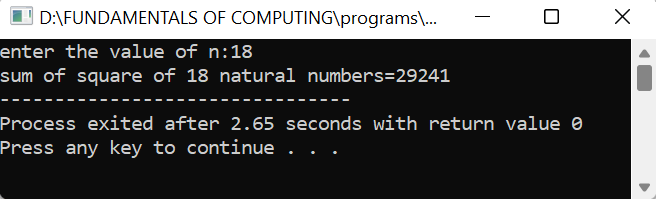 D:\FUNDAMENTALS OF COMPUTING\programs\...
enter the value of n:18
sum of square of 18 natural numbers=29241
--------------------------------
Process exited after 2.65 seconds with return value 0
Press any key to continue . . .